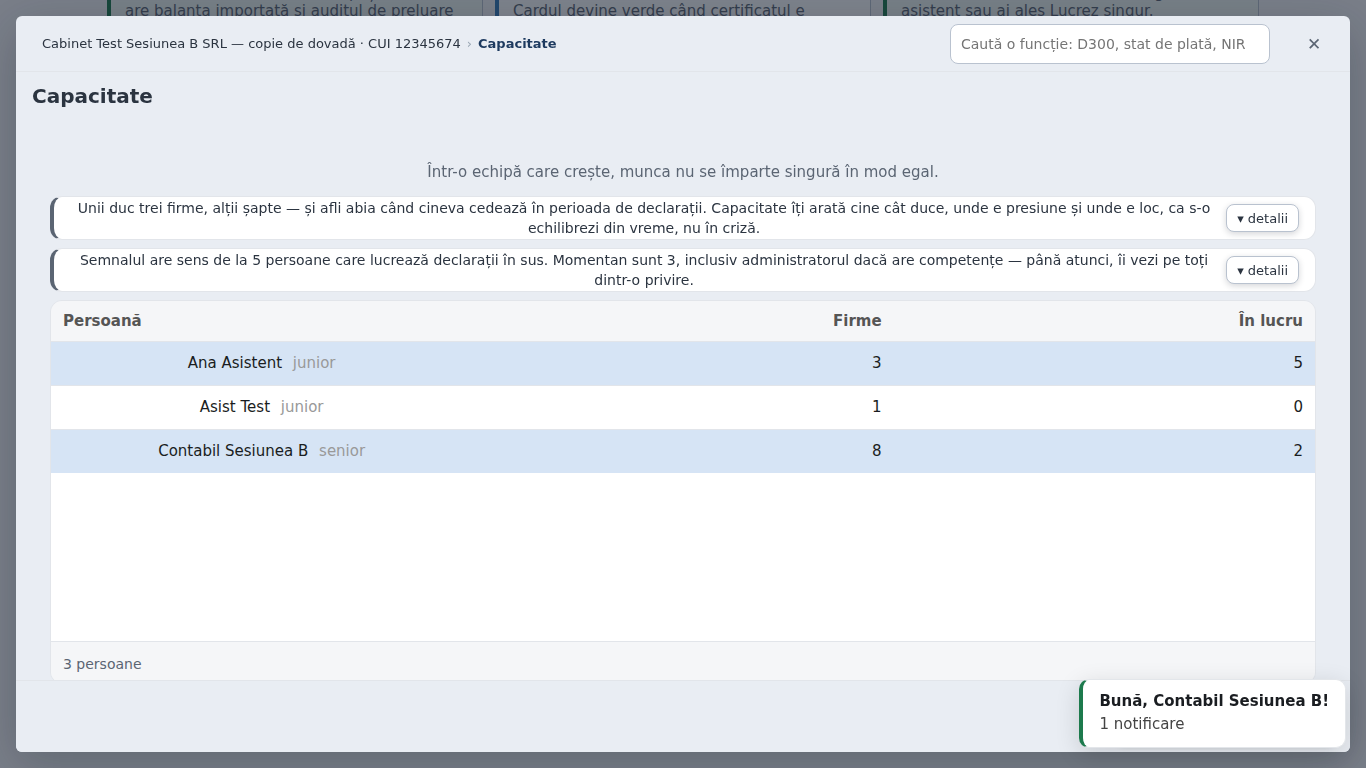 are balanța importată și auditul de preluare
Cardul devine verde când certificatul e
asistent sau ai ales Lucrez singur.
Cabinet Test Sesiunea B SRL — copie de dovadă · CUI 12345674 › Capacitate
Caută o funcție: D300, stat de plată, NIR
✕
Capacitate
Într-o echipă care crește, munca nu se împarte singură în mod egal.
Unii duc trei firme, alții șapte — și afli abia când cineva cedează în perioada de declarații. Capacitate îți arată cine cât duce, unde e presiune și unde e loc, ca s-o
echilibrezi din vreme, nu în criză.
▾ detalii
Semnalul are sens de la 5 persoane care lucrează declarații în sus. Momentan sunt 3, inclusiv administratorul dacă are competențe — până atunci, îi vezi pe toți
dintr-o privire.
▾ detalii
Persoană Firme În lucru
Ana Asistent junior 3 5
Asist Test junior 1 0
Contabil Sesiunea B senior 8 2
3 persoane
Bună, Contabil Sesiunea B!
1 notificare